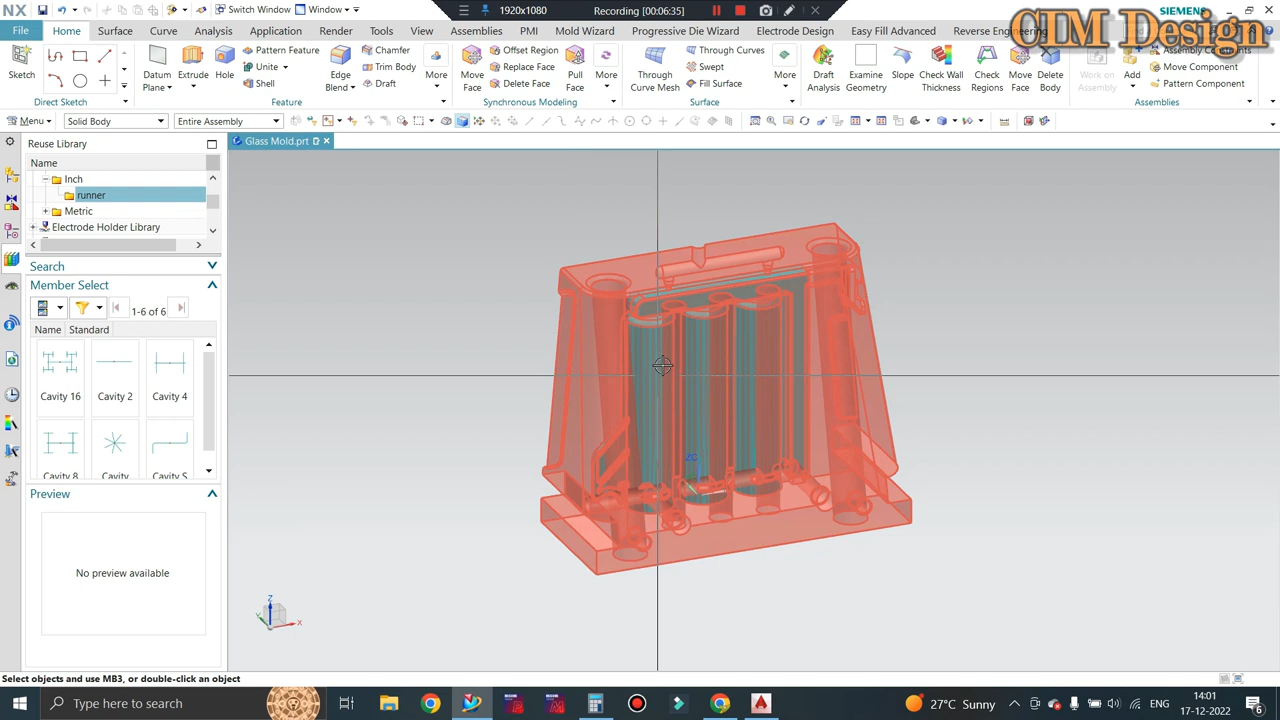 NX
Switch Window
Window
1920x1080
Recording [00:06:35]
SIEMENS
CIM Design
File
Home
Surface
Curve
Analysis
Application
Render
Tools
View
Assemblies
PMI
Mold Wizard
Progressive Die Wizard
Electrode Design
Easy Fill Advanced
Reverse Engineering
Sketch
Direct Sketch
Datum Plane
Extrude
Hole
Pattern Feature
Unite
Shell
Edge Blend
Chamfer
Trim Body
Draft
More
Feature
Move Face
Offset Region
Replace Face
Delete Face
Pull Face
More
Synchronous Modeling
Through Curve Mesh
Through Curves
Swept
Fill Surface
More
Surface
Draft Analysis
Examine Geometry
Slope
Check Wall Thickness
Check Regions
Move Face
Delete Body
Work on Assembly
Add
Assembly Constraints
Move Component
Pattern Component
Assemblies
Menu
Solid Body
Entire Assembly
Reuse Library
Glass Mold.prt
Name
Inch
runner
Metric
Electrode Holder Library
Search
Member Select
1-6 of 6
Name
Standard
Cavity 16
Cavity 2
Cavity 4
Cavity 8
Cavity
Cavity S
Preview
No preview available
ZC
Z
Y
X
Select objects and use MB3, or double-click an object
Type here to search
27°C Sunny
ENG
14:01
17-12-2022
6